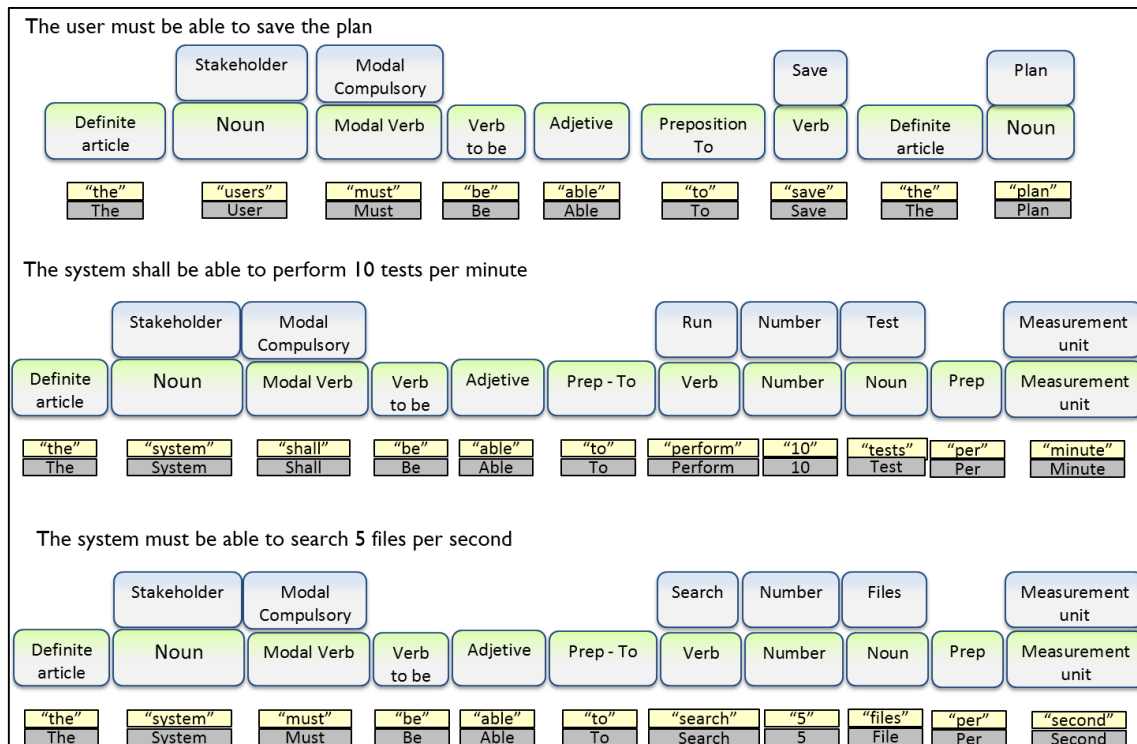 The user must be able to save the plan
Stakeholder Modal Compulsory Save Plan
Definite article Noun Modal Verb Verb to be Adjetive Preposition To Verb Definite article Noun
“the” “users” “must” “be” “able” “to” “save” “the” “plan”
The User Must Be Able To Save The Plan
The system shall be able to perform 10 tests per minute
Stakeholder Modal Compulsory Run Number Test Measurement unit
Definite article Noun Modal Verb Verb to be Adjetive Prep - To Verb Number Noun Prep Measurement unit
“the” “system” “shall” “be” “able” “to” “perform” “10” “tests” “per” “minute”
The System Shall Be Able To Perform 10 Test Per Minute
The system must be able to search 5 files per second
Stakeholder Modal Compulsory Search Number Files Measurement unit
Definite article Noun Modal Verb Verb to be Adjetive Prep - To Verb Number Noun Prep Measurement unit
“the” “system” “must” “be” “able” “to” “search” “5” “files” “per” “second”
The System Must Be Able To Search 5 File Per Second